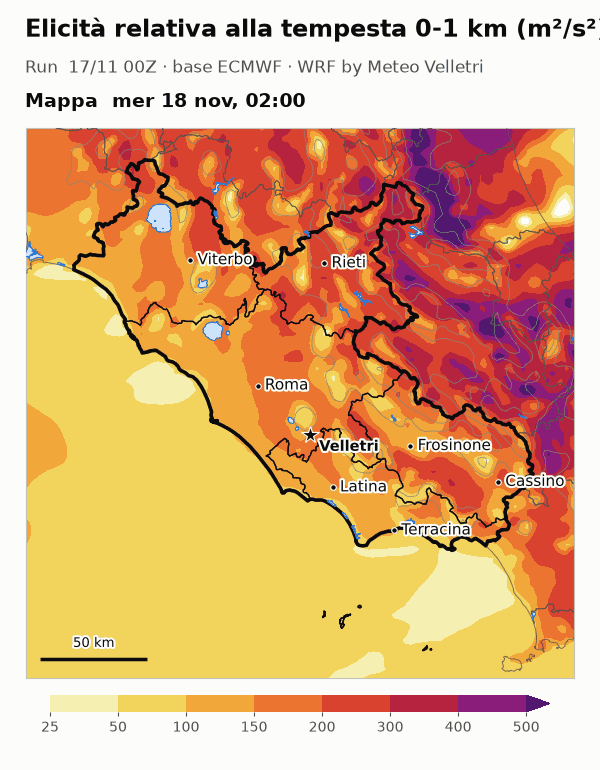 Elicità relativa alla tempesta 0-1 km (m²/s²)
Run  17/11 00Z · base ECMWF · WRF by Meteo Velletri
Mappa  mer 18 nov, 02:00
Viterbo
Rieti
Roma
Velletri
Frosinone
Latina
Cassino
Terracina
50 km
25 50 100 150 200 300 400 500